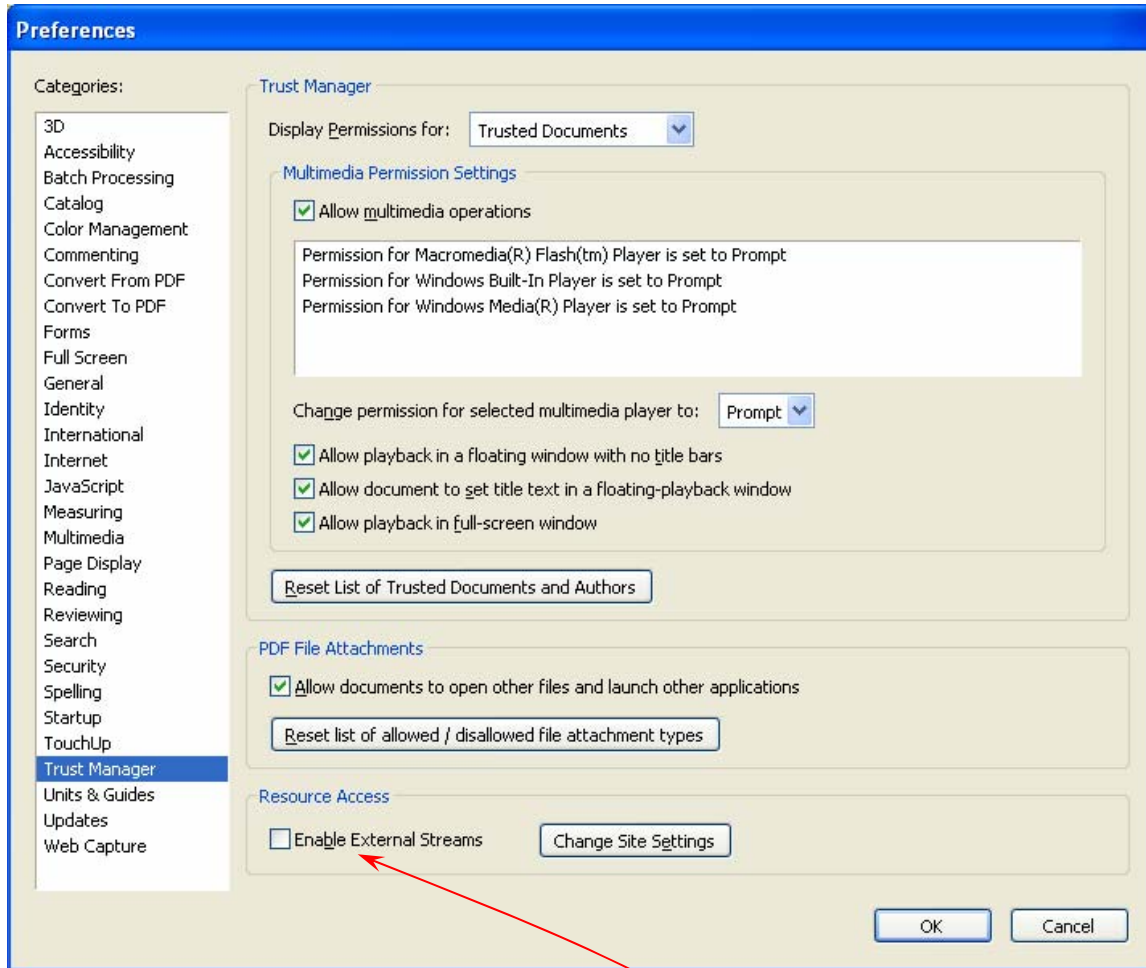 Preferences
Categories:
3D
Accessibility
Batch Processing
Catalog
Color Management
Commenting
Convert From PDF
Convert To PDF
Forms
Full Screen
General
Identity
International
Internet
JavaScript
Measuring
Multimedia
Page Display
Reading
Reviewing
Search
Security
Spelling
Startup
TouchUp
Trust Manager
Units & Guides
Updates
Web Capture
Trust Manager
Display Permissions for: Trusted Documents
Multimedia Permission Settings
Allow multimedia operations
Permission for Macromedia(R) Flash(tm) Player is set to Prompt
Permission for Windows Built-In Player is set to Prompt
Permission for Windows Media(R) Player is set to Prompt
Change permission for selected multimedia player to: Prompt
Allow playback in a floating window with no title bars
Allow document to set title text in a floating-playback window
Allow playback in full-screen window
Reset List of Trusted Documents and Authors
PDF File Attachments
Allow documents to open other files and launch other applications
Reset list of allowed / disallowed file attachment types
Resource Access
Enable External Streams Change Site Settings
OK Cancel